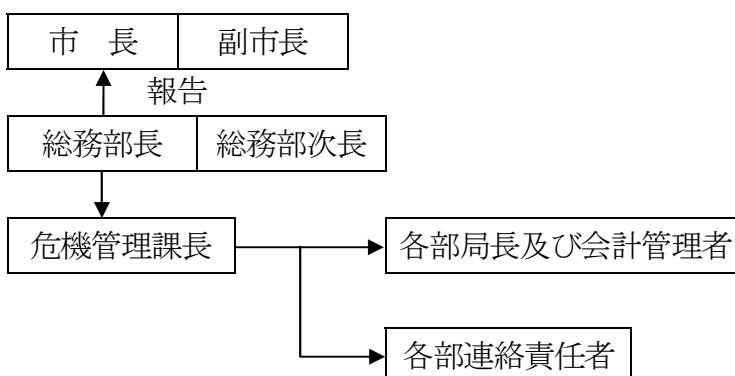 市　長 副市長
報告
総務部長 総務部次長
危機管理課長 各部局長及び会計管理者
各部連絡責任者